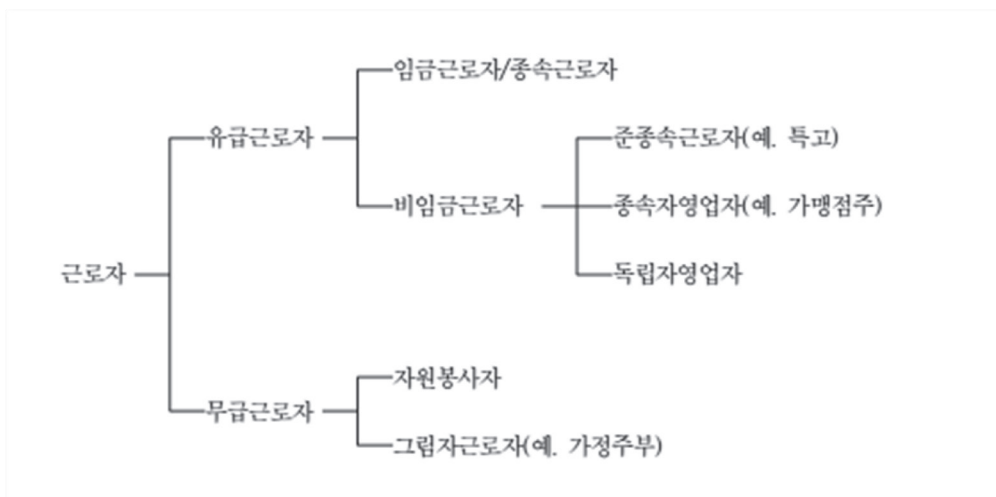 임금근로자/종속근로자
유급근로자
준종속근로자(예. 특고)
비임금근로자
종속자영업자(예. 가맹점주)
근로자
독립자영업자
자원봉사자
무급근로자
그림자근로자(예. 가정주부)